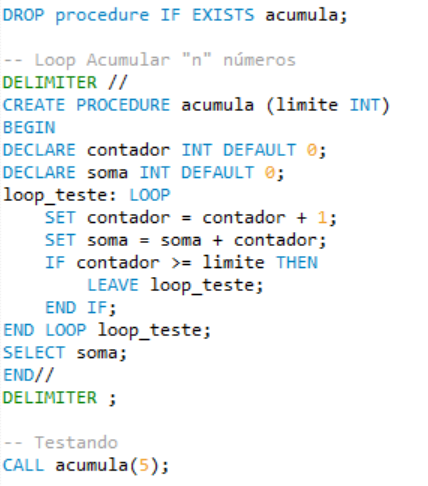 DROP procedure IF EXISTS acumula;
-- Loop Acumular "n" números
DELIMITER //
CREATE PROCEDURE acumula (limite INT)
BEGIN
DECLARE contador INT DEFAULT 0;
DECLARE soma INT DEFAULT 0;
loop_teste: LOOP
    SET contador = contador + 1;
    SET soma = soma + contador;
    IF contador >= limite THEN
        LEAVE loop_teste;
    END IF;
END LOOP loop_teste;
SELECT soma;
END//
DELIMITER ;
-- Testando
CALL acumula(5);